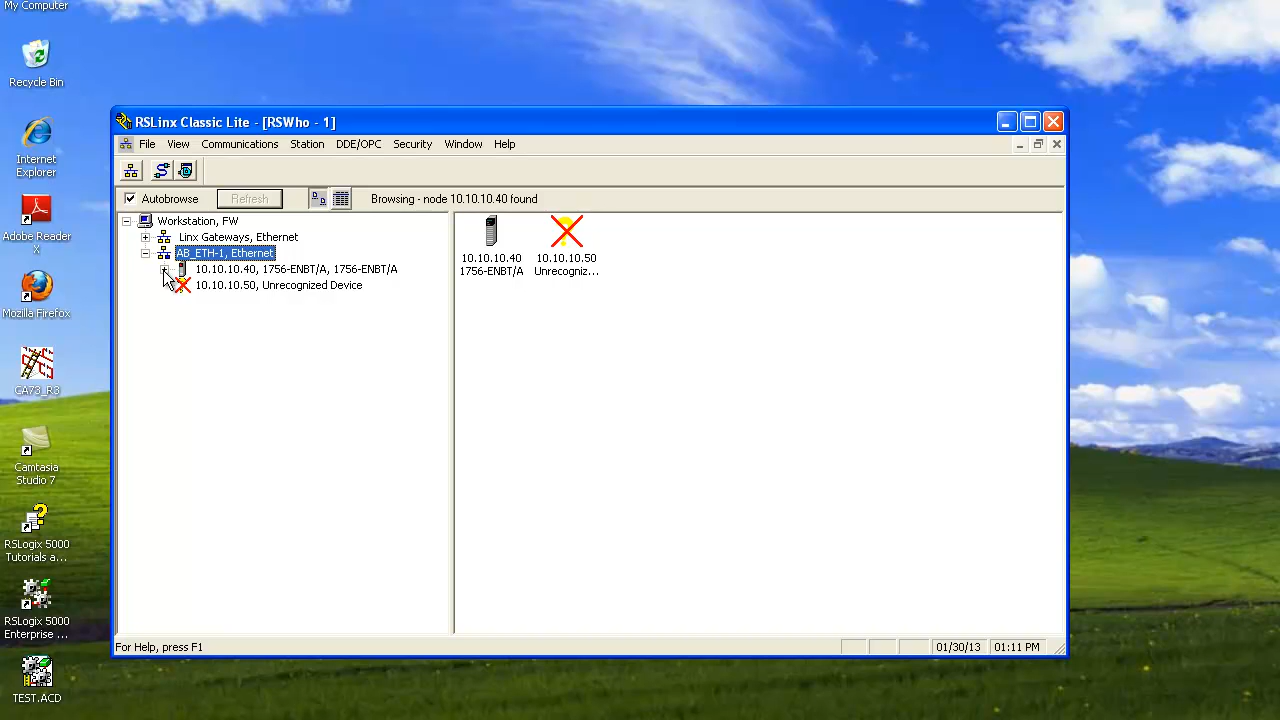 My Computer
Recycle Bin
Internet
Explorer
Adobe Reader
X
Mozilla Firefox
CA73_R3
Camtasia
Studio 7
RSLogix 5000
Tutorials a...
RSLogix 5000
Enterprise ...
TEST.ACD
RSLinx Classic Lite - [RSWho - 1]
File View Communications Station DDE/OPC Security Window Help
Autobrowse Refresh Browsing - node 10.10.10.40 found
Workstation, FW
Linx Gateways, Ethernet
AB_ETH-1, Ethernet
10.10.10.40, 1756-ENBT/A, 1756-ENBT/A
10.10.10.50, Unrecognized Device
10.10.10.40
1756-ENBT/A
10.10.10.50
Unrecogniz...
For Help, press F1
01/30/13 01:11 PM